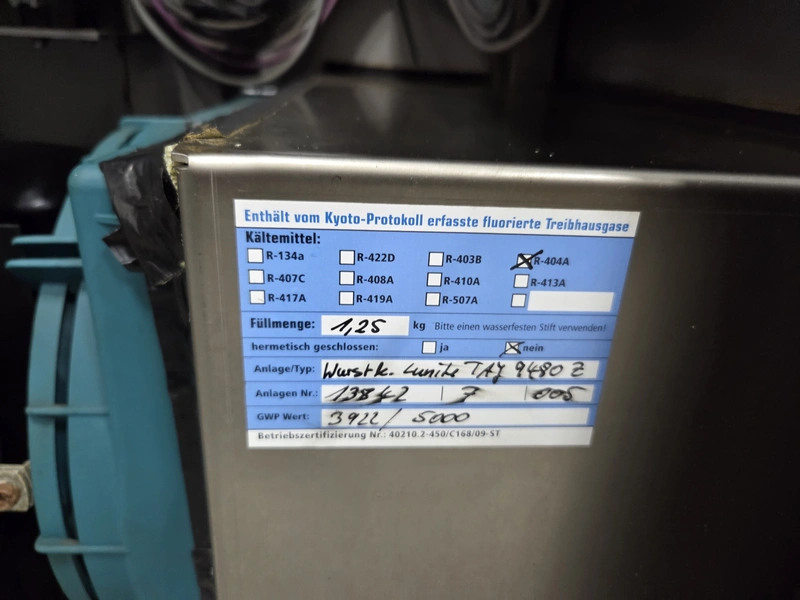 Enthält vom Kyoto-Protokoll erfasste fluorierte Treibhausgase
Kältemittel:
R-134a R-422D R-403B R-404A
R-407C R-408A R-410A R-413A
R-417A R-419A R-507A
Füllmenge: 1,25 kg Bitte einen wasserfesten Stift verwenden!
hermetisch geschlossen: ja nein
Anlage/Typ: Wurstk. TAJ 9480 Z
Anlagen Nr.: 13842 | 7 | 005
GWP Wert: 3922 / 5000
Betriebszertifizierung Nr.: 40210.2-450/C168/09-ST